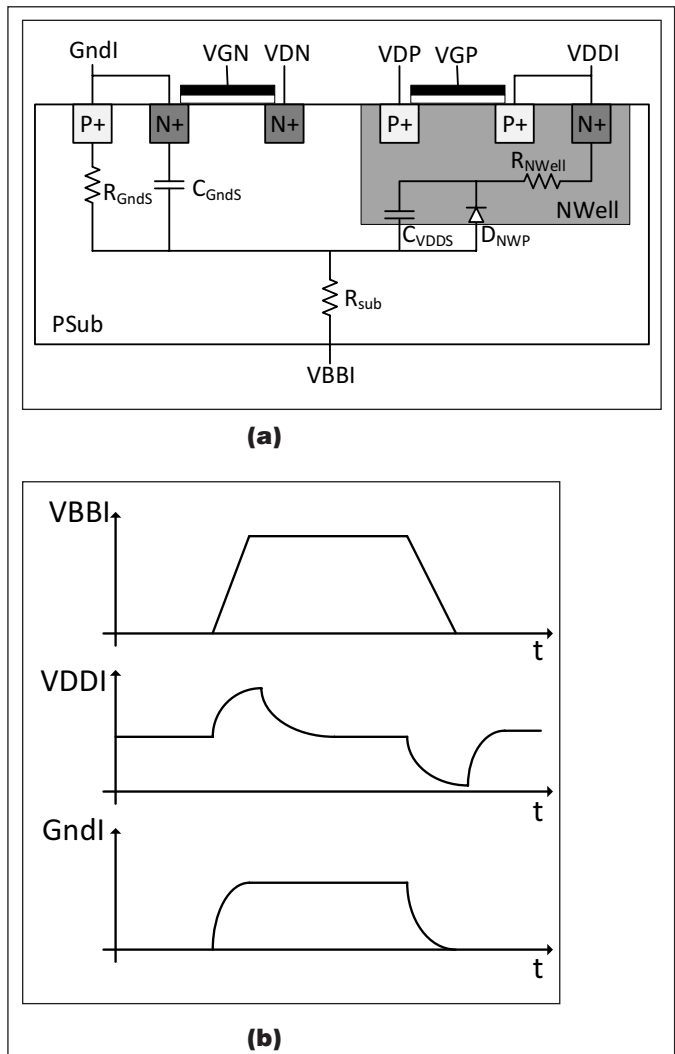 GndI VGN VDN VDP VGP VDDI
P+ N+ N+ P+ P+ N+
RNWell
RGndS CGndS NWell
CVDDS DNWP
Rsub
PSub
VBBI
(a)
VBBI
t
VDDI
t
GndI
t
(b)